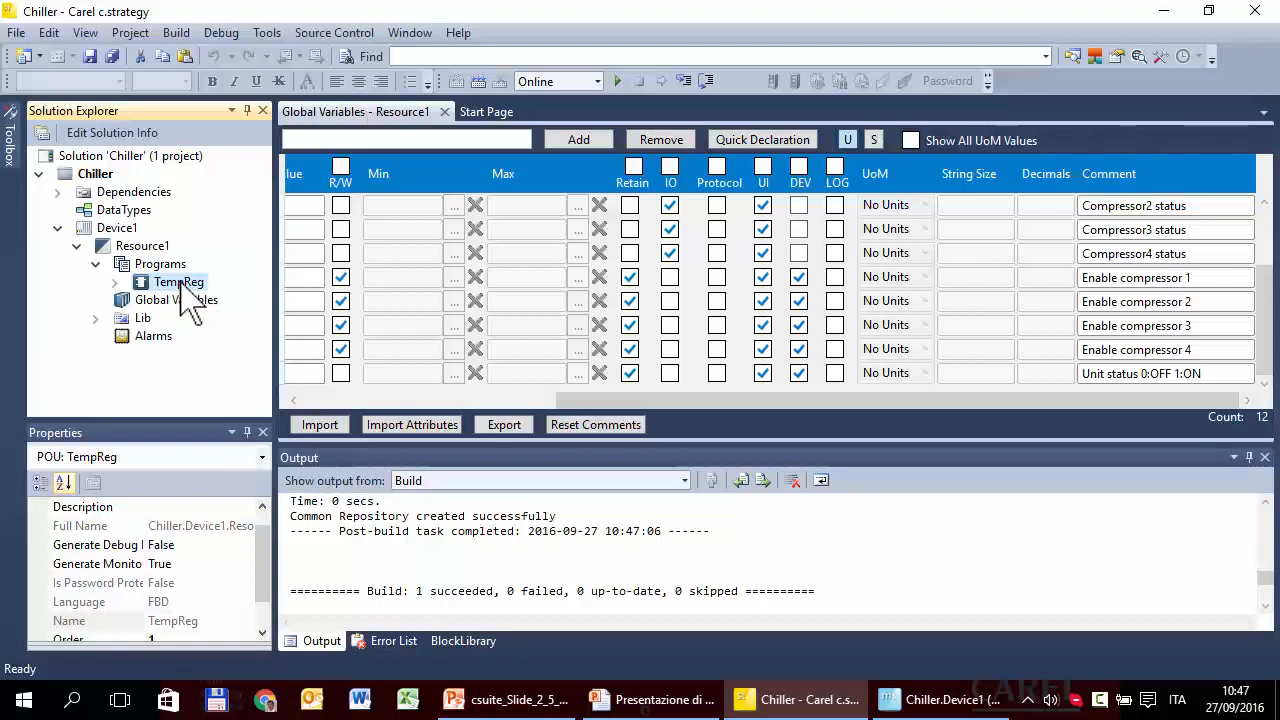 Chiller - Carel c.strategy
File Edit View Project Build Debug Tools Source Control Window Help
Find
Online
Password
Toolbox
Solution Explorer
Edit Solution Info
Solution 'Chiller' (1 project)
Chiller
Dependencies
DataTypes
Device1
Resource1
Programs
TempReg
Global Variables
Lib
Alarms
Properties
POU: TempReg
Description
Full Name Chiller.Device1.Reso
Generate Debug I False
Generate Monito True
Is Password Prote False
Language FBD
Name TempReg
Order 1
Global Variables - Resource1 Start Page
Add Remove Quick Declaration U S Show All UoM Values
lue R/W Min Max Retain IO Protocol UI DEV LOG UoM String Size Decimals Comment
... ... No Units Compressor2 status
... ... No Units Compressor3 status
... ... No Units Compressor4 status
... ... No Units Enable compressor 1
... ... No Units Enable compressor 2
... ... No Units Enable compressor 3
... ... No Units Enable compressor 4
... ... No Units Unit status 0:OFF 1:ON
Import Import Attributes Export Reset Comments
Count: 12
Output
Show output from: Build
Time: 0 secs.
Common Repository created successfully
------ Post-build task completed: 2016-09-27 10:47:06 ------
========== Build: 1 succeeded, 0 failed, 0 up-to-date, 0 skipped ==========
Output Error List BlockLibrary
Ready
csuite_Slide_2_5_... Presentazione di ... Chiller - Carel c.s... Chiller.Device1 (... ITA
10:47
27/09/2016